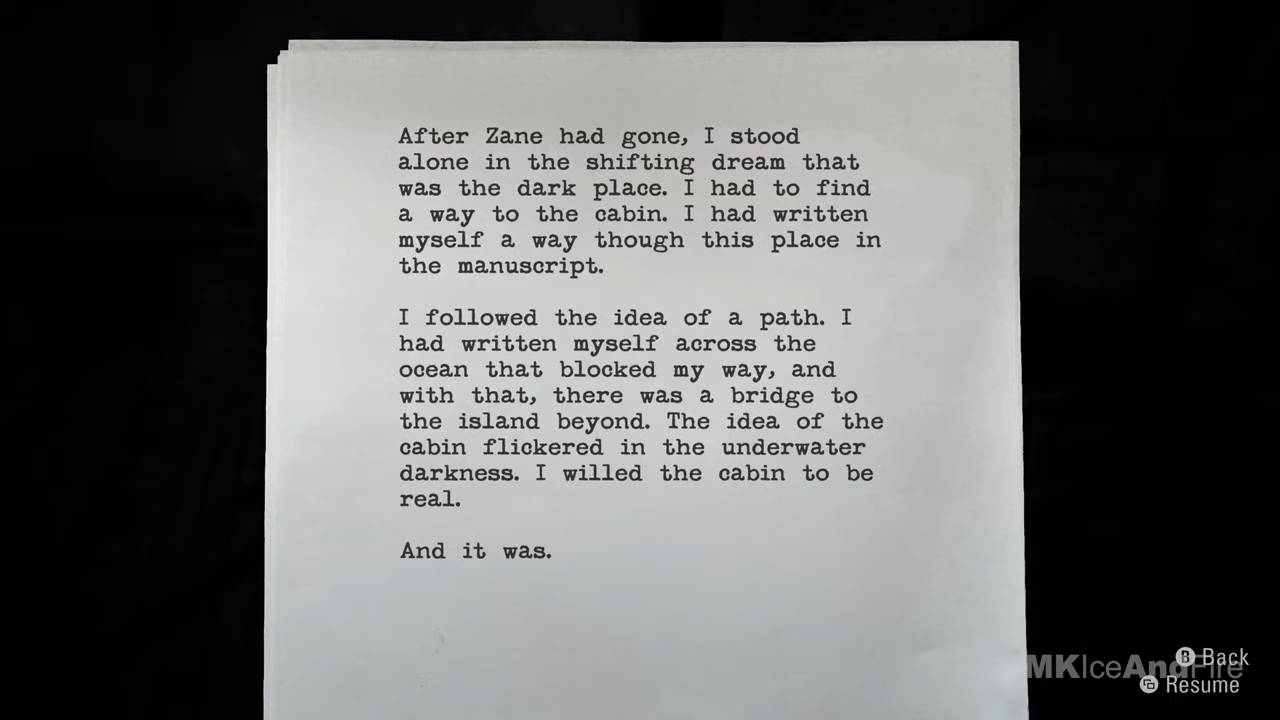 After Zane had gone, I stood
alone in the shifting dream that
was the dark place. I had to find
a way to the cabin. I had written
myself a way though this place in
the manuscript.
I followed the idea of a path. I
had written myself across the
ocean that blocked my way, and
with that, there was a bridge to
the island beyond. The idea of the
cabin flickered in the underwater
darkness. I willed the cabin to be
real.
And it was.
B Back
MKIceAndFire
Resume